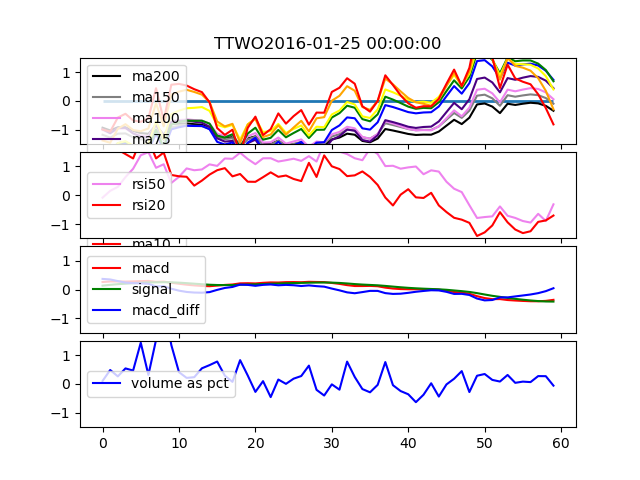 TTWO2016-01-25 00:00:00
1
0
−1
ma200
ma150
ma100
ma75
1
0
−1
rsi50
rsi20
ma10
1
0
−1
macd
signal
macd_diff
1
0
−1
volume as pct
0 10 20 30 40 50 60